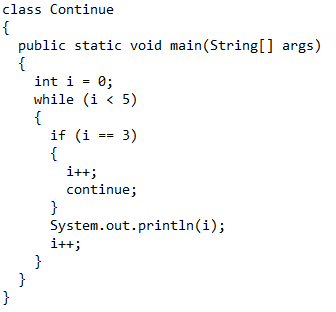 class Continue
{
  public static void main(String[] args)
  {
    int i = 0;
    while (i < 5)
    {
      if (i == 3)
      {
        i++;
        continue;
      }
      System.out.println(i);
      i++;
    }
  }
}